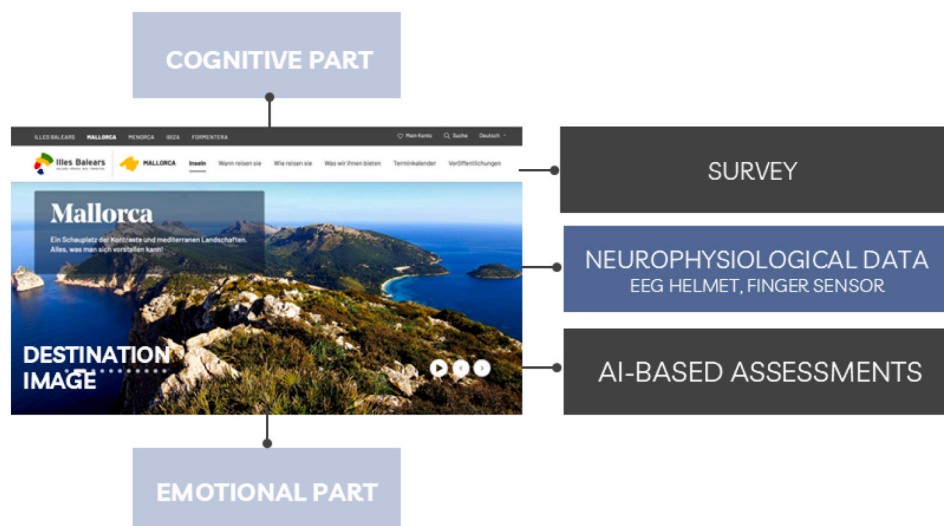 COGNITIVE PART
ILLES BALEARS MALLORCA MENORCA IBIZA FORMENTERA Mein Konto Suche Deutsch
Illes Balears MALLORCA Inseln Wann reisen sie Wie reisen sie Was wir Ihnen bieten Terminkalender Veröffentlichungen
Mallorca
Ein Schauplatz der Kontraste und mediterranen Landschaften.
Alles, was man sich vorstellen kann!
DESTINATION
IMAGE
SURVEY
NEUROPHYSIOLOGICAL DATA
EEG HELMET, FINGER SENSOR
AI-BASED ASSESSMENTS
EMOTIONAL PART